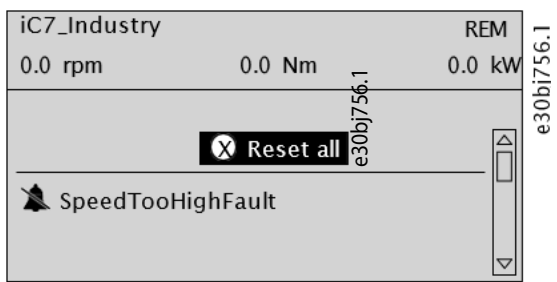 iC7_Industry REM
0.0 rpm 0.0 Nm 0.0 kW
X Reset all
SpeedTooHighFault
e30bj756.1
e30bj756.1